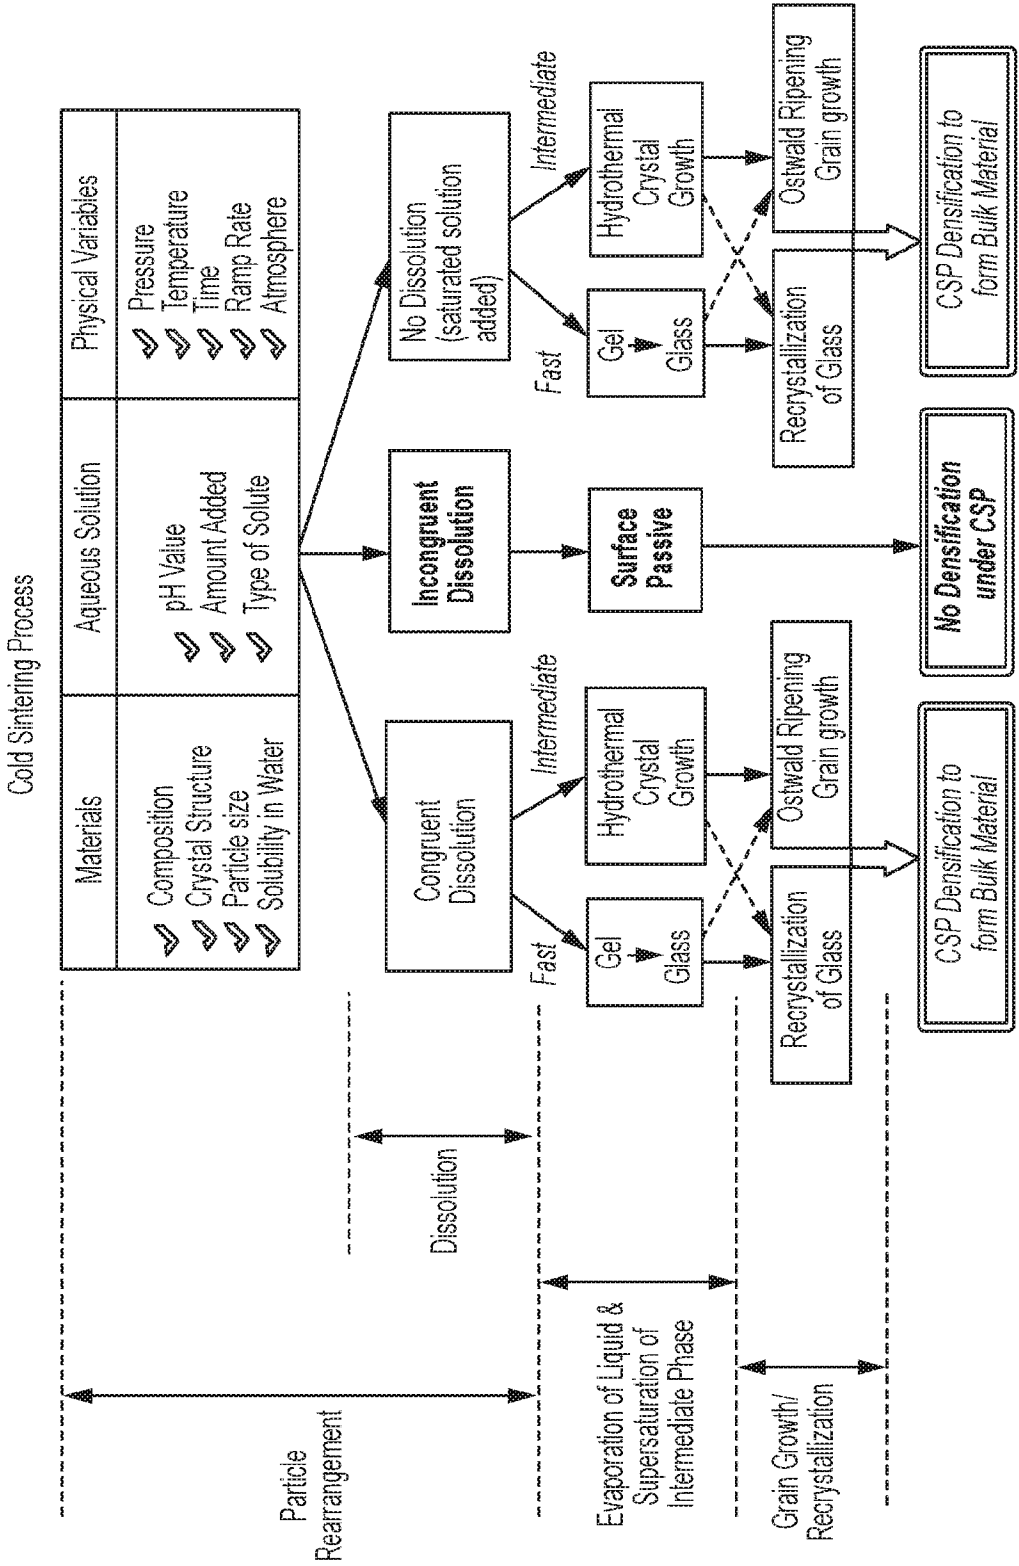 Cold Sintering Process
Materials
Aqueous Solution
Physical Variables
Composition
Crystal Structure
Particle size
Solubility in Water
pH Value
Amount Added
Type of Solute
Pressure
Temperature
Time
Ramp Rate
Atmosphere
Particle
Rearrangement
Dissolution
Congruent
Dissolution
Incongruent
Dissolution
No Dissolution
(saturated solution
added)
Evaporation of Liquid &
Supersaturation of
Intermediate Phase
Fast
Intermediate
Gel
Glass
Hydrothermal
Crystal
Growth
Surface
Passive
Fast
Intermediate
Gel
Glass
Hydrothermal
Crystal
Growth
Grain Growth/
Recrystallization
Recrystallization
of Glass
Ostwald Ripening
Grain growth
Recrystallization
of Glass
Ostwald Ripening
Grain growth
CSP Densification to
form Bulk Material
No Densification
under CSP
CSP Densification to
form Bulk Material